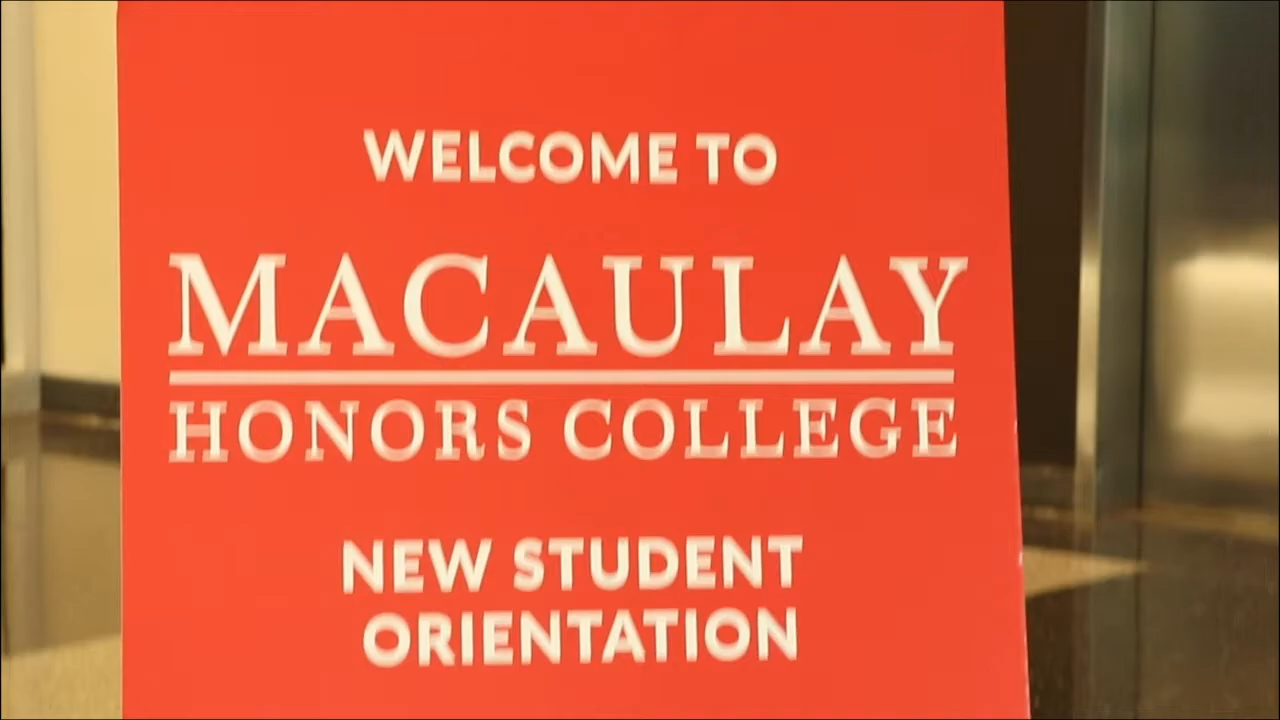 WELCOME TO
MACAULAY
HONORS COLLEGE
NEW STUDENT
ORIENTATION